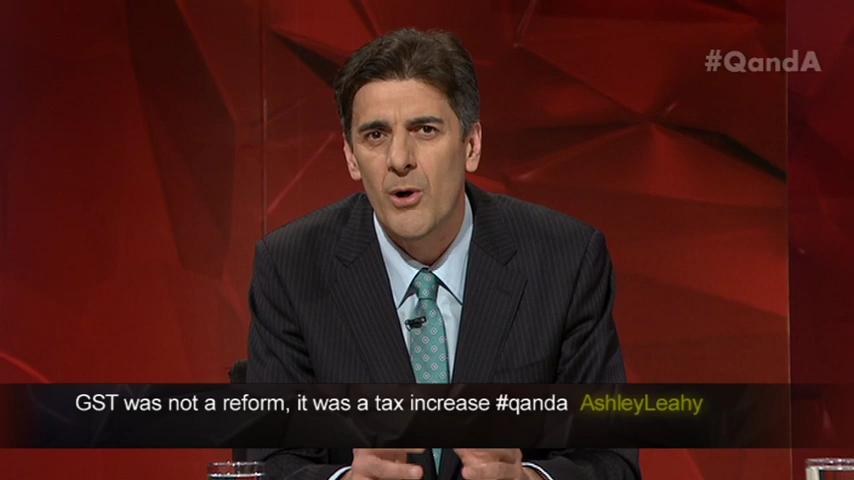 #QandA
GST was not a reform, it was a tax increase #qanda AshleyLeahy